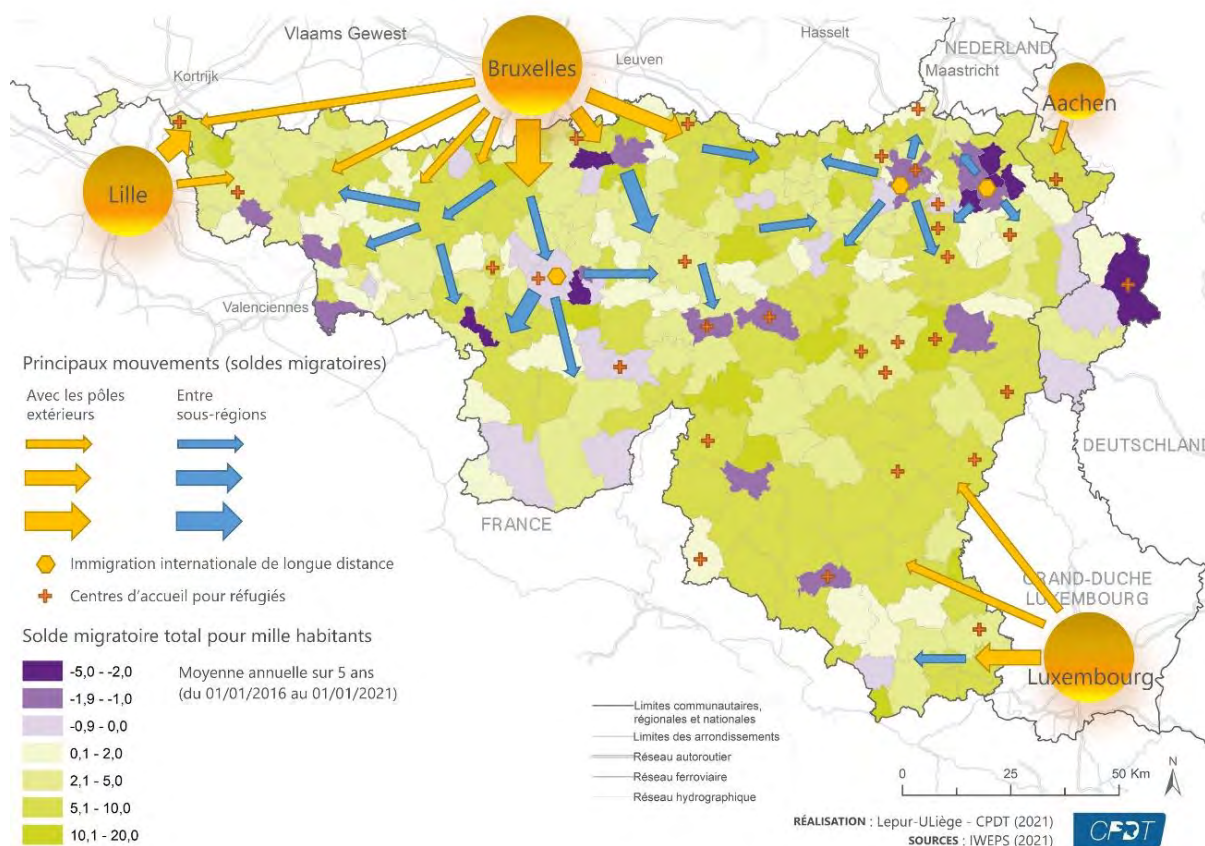 Vlaams Gewest
Hasselt
NEDERLAND
Kortrijk
Bruxelles
Leuven
Maastricht
Aachen
Lille
Valenciennes
Principaux mouvements (soldes migratoires)
Avec les pôles
extérieurs
Entre
sous-régions
Immigration internationale de longue distance
Centres d'accueil pour réfugiés
Solde migratoire total pour mille habitants
-5,0 - -2,0
-1,9 - -1,0
-0,9 - 0,0
0,1 - 2,0
2,1 - 5,0
5,1 - 10,0
10,1 - 20,0
Moyenne annuelle sur 5 ans
(du 01/01/2016 au 01/01/2021)
DEUTSCHLAND
FRANCE
GRAND-DUCHE
LUXEMBOURG
Luxembourg
Limites communautaires,
régionales et nationales
Limites des arrondissements
Réseau autoroutier
Réseau ferroviaire
Réseau hydrographique
0 25 50 Km
N
RÉALISATION : Lepur-ULiège - CPDT (2021)
SOURCES : IWEPS (2021)
CPDT